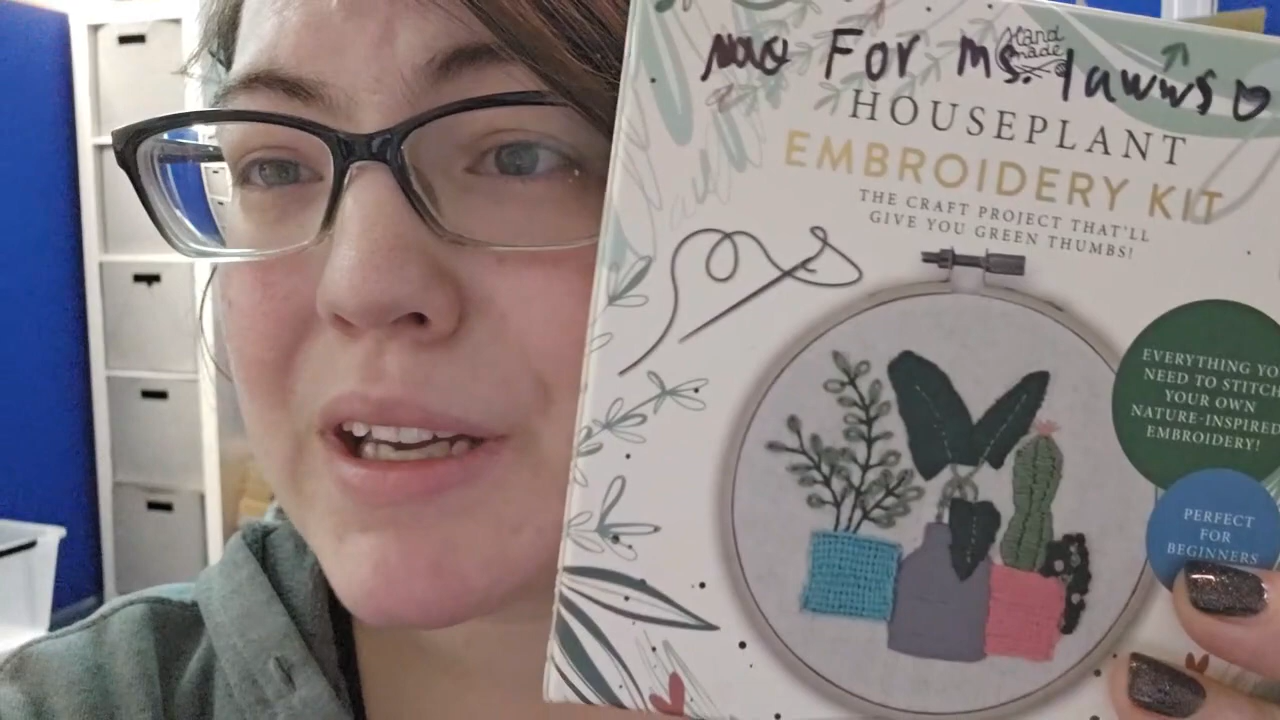 For Ms. Lawws ♡
Hand
made
HOUSEPLANT
EMBROIDERY KIT
THE CRAFT PROJECT THAT'LL
GIVE YOU GREEN THUMBS!
EVERYTHING YO
NEED TO STITCH
YOUR OWN
NATURE-INSPIRED
EMBROIDERY!
PERFECT
FOR
BEGINNERS